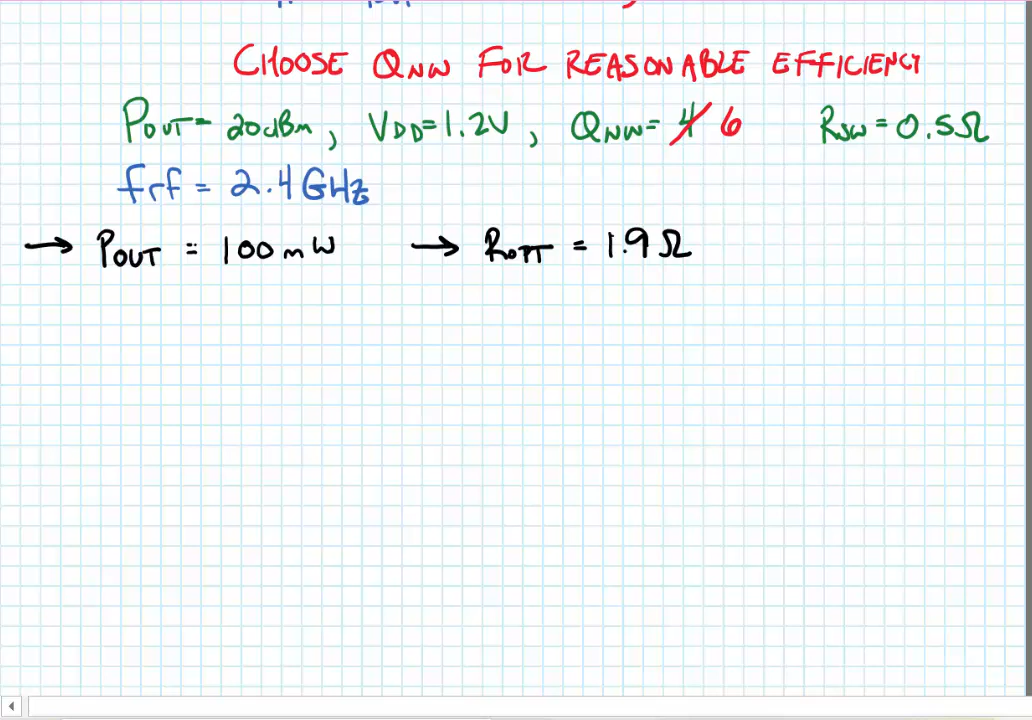 CHOOSE QNW FOR REASONABLE EFFICIENCY
POUT= 20dBm, VDD=1.2V, QNW= 4 6 RSW = 0.5Ω
frf = 2.4GHz
→ POUT = 100mW → ROPT = 1.9Ω